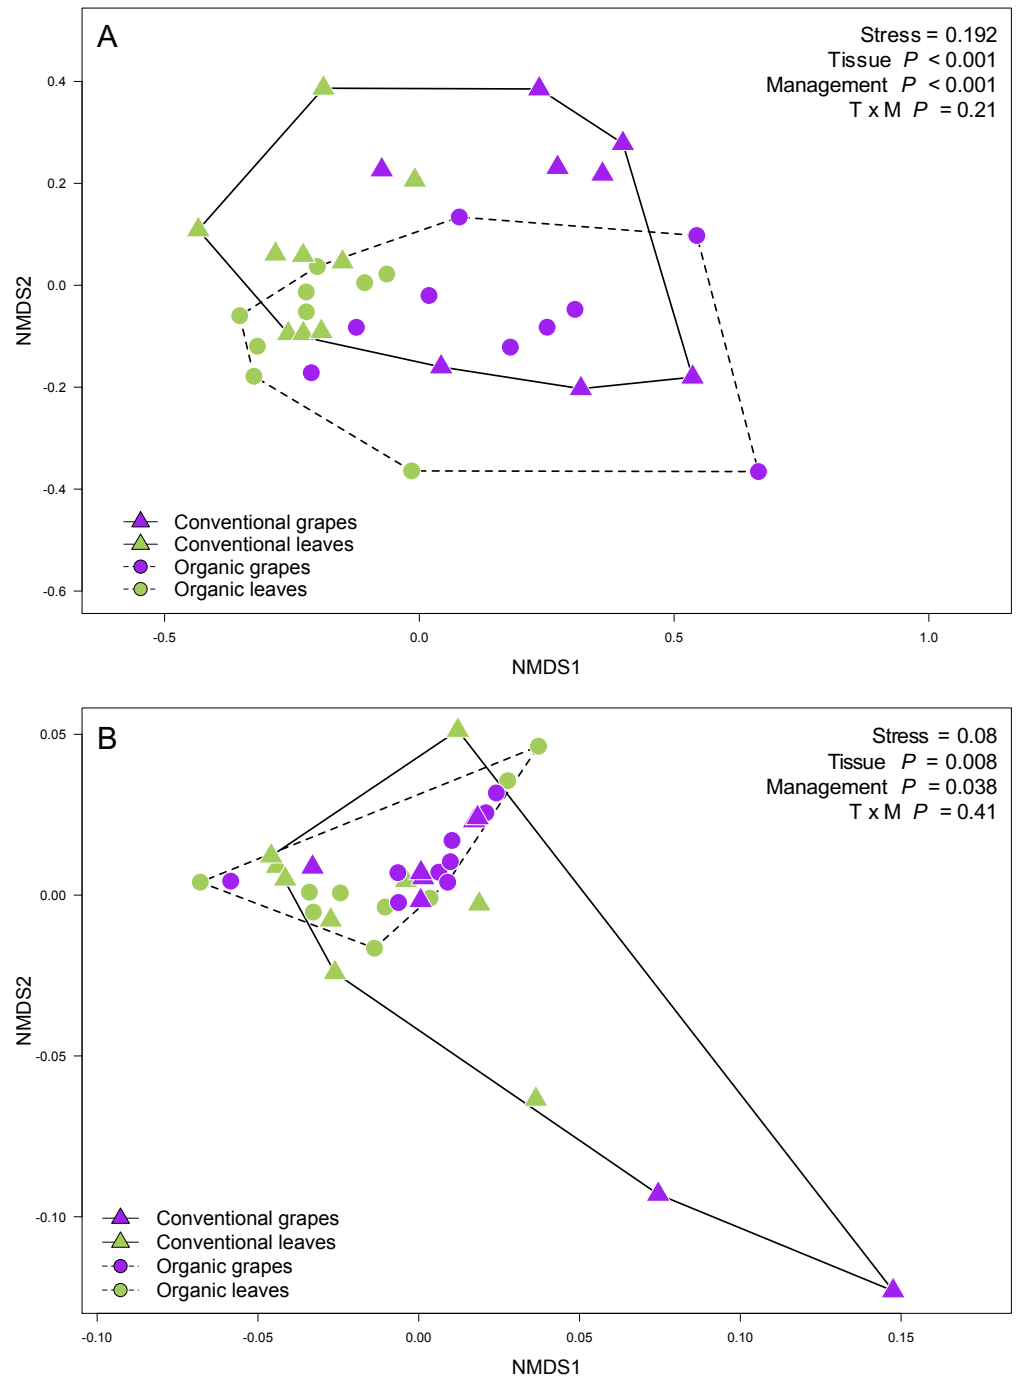 A
Stress = 0.192
Tissue P < 0.001
Management P < 0.001
T x M P = 0.21
0.4
0.2
0.0
-0.2
-0.4
-0.6
NMDS2
Conventional grapes
Conventional leaves
Organic grapes
Organic leaves
-0.5 0.0 0.5 1.0
NMDS1
B
Stress = 0.08
Tissue P = 0.008
Management P = 0.038
T x M P = 0.41
0.05
0.00
-0.05
-0.10
NMDS2
Conventional grapes
Conventional leaves
Organic grapes
Organic leaves
-0.10 -0.05 0.00 0.05 0.10 0.15
NMDS1